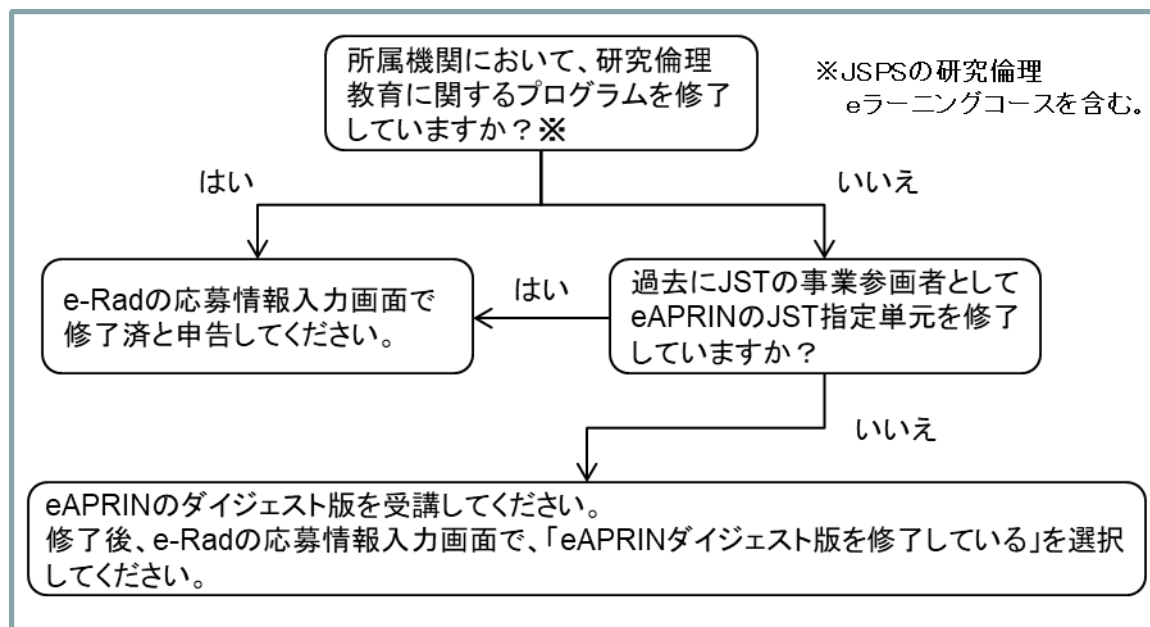 所属機関において、研究倫理
教育に関するプログラムを修了
していますか？※
※JSPSの研究倫理
eラーニングコースを含む。
はい
いいえ
e-Radの応募情報入力画面で
修了済と申告してください。
はい
過去にJSTの事業参画者として
eAPRINのJST指定単元を修了
していますか？
いいえ
eAPRINのダイジェスト版を受講してください。
修了後、e-Radの応募情報入力画面で、「eAPRINダイジェスト版を修了している」を選択
してください。